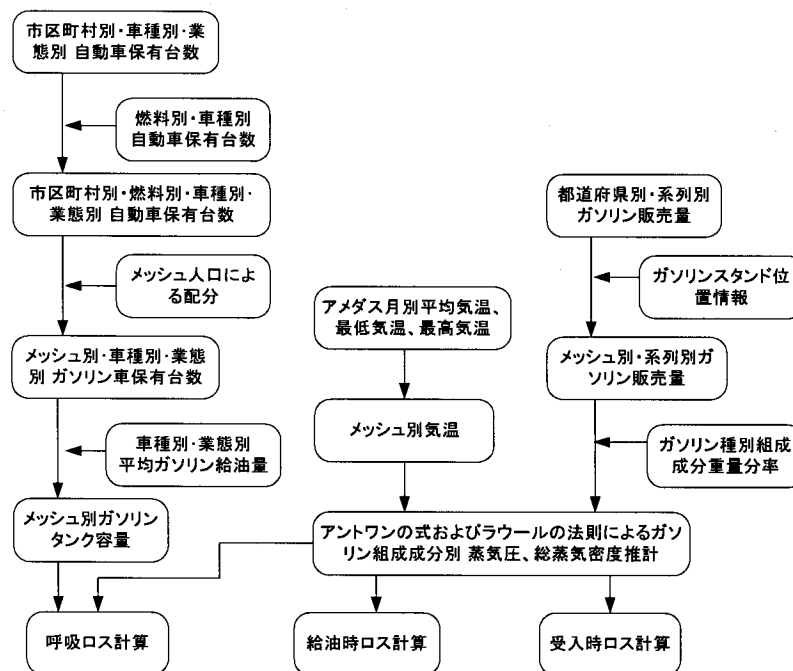 市区町村別・車種別・業
態別 自動車保有台数
燃料別・車種別
自動車保有台数
市区町村別・燃料別・車種別・
業態別 自動車保有台数
都道府県別・系列別
ガソリン販売量
メッシュ人口によ
る配分
ガソリンスタンド位
置情報
アメダス月別平均気温、
最低気温、最高気温
メッシュ別・車種別・業態
別 ガソリン車保有台数
メッシュ別・系列別ガ
ソリン販売量
メッシュ別気温
車種別・業態別
平均ガソリン給油量
ガソリン種別組成
成分重量分率
メッシュ別ガソリン
タンク容量
アントワンの式およびラウールの法則によるガソ
リン組成成分別 蒸気圧、総蒸気密度推計
呼吸ロス計算
給油時ロス計算
受入時ロス計算